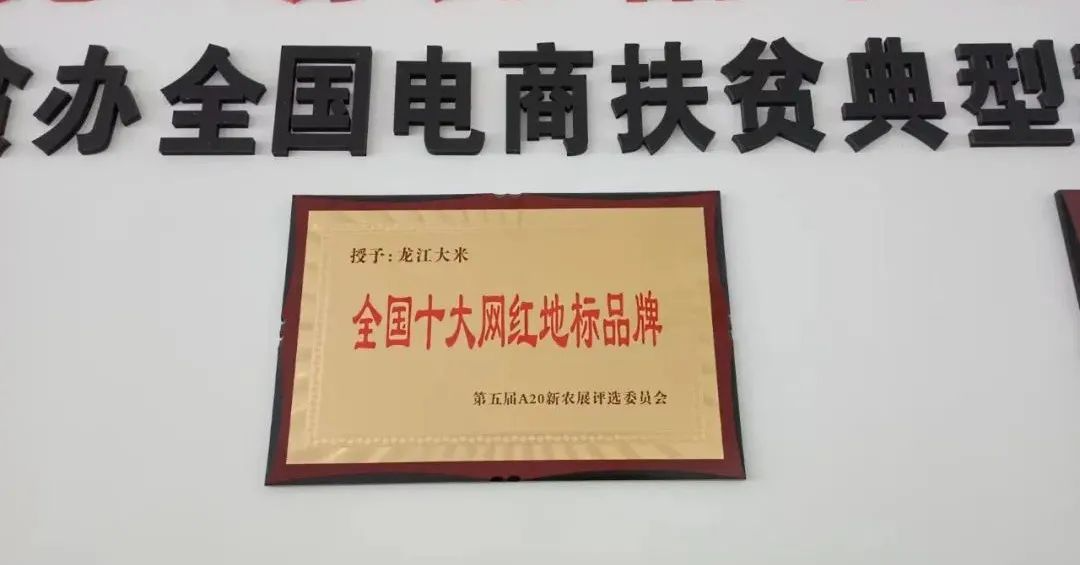 办全国电商扶贫典型
授予:龙江大米
全国十大网红地标品牌
第五届A20新农展评选委员会